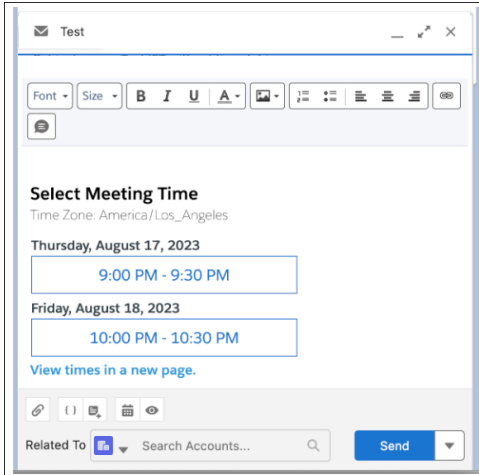 Test
Font Size B I U A
Select Meeting Time
Time Zone: America/Los_Angeles
Thursday, August 17, 2023
9:00 PM - 9:30 PM
Friday, August 18, 2023
10:00 PM - 10:30 PM
View times in a new page.
Related To Search Accounts... Send